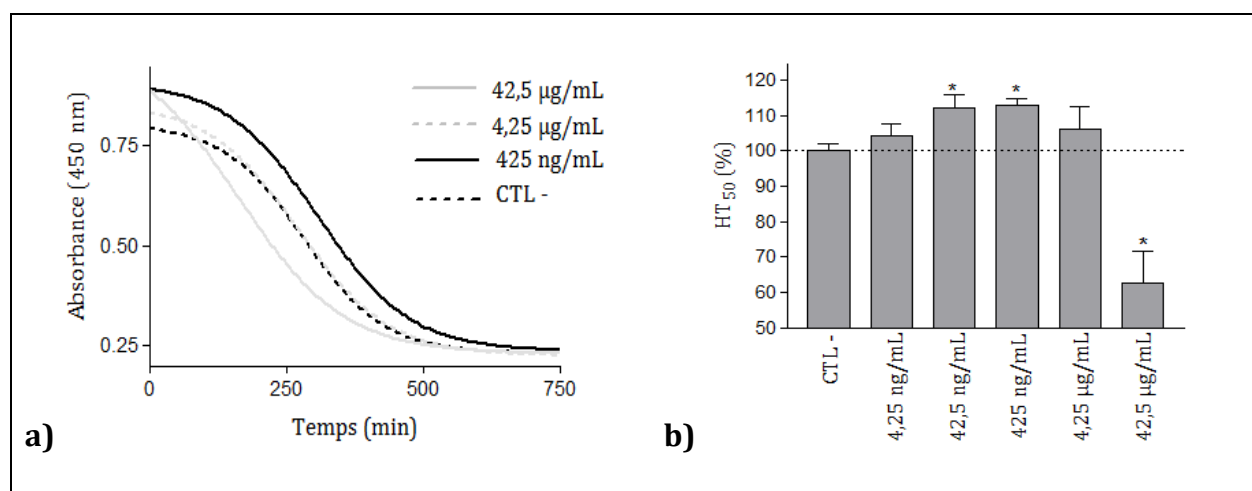 42,5 µg/mL
4,25 µg/mL
425 ng/mL
CTL -
Absorbance (450 nm)
0.75
0.50
0.25
0
250
500
750
Temps (min)
a)
HT50 (%)
120
110
100
90
80
70
60
50
*
*
*
CTL -
4,25 ng/mL
42,5 ng/mL
425 ng/mL
4,25 µg/mL
42,5 µg/mL
b)